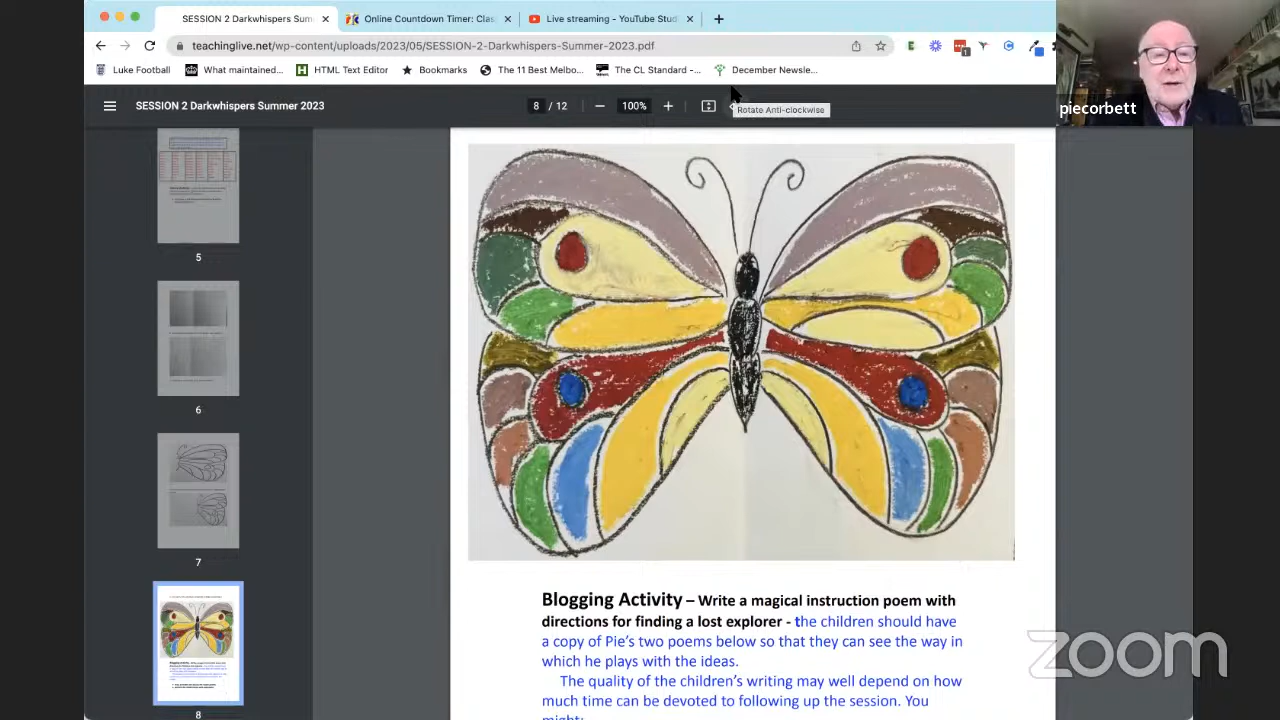 SESSION 2 Darkwhispers Sum
Online Countdown Timer: Clas
Live streaming - YouTube Stud
teachinglive.net/wp-content/uploads/2023/05/SESSION-2-Darkwhispers-Summer-2023.pdf
Luke Football
What maintained...
HTML Text Editor
Bookmarks
The 11 Best Melbo...
The CL Standard -...
December Newsle...
SESSION 2 Darkwhispers Summer 2023
8 / 12
100%
Rotate Anti-clockwise
piecorbett
5
6
7
8
Blogging Activity – Write a magical instruction poem with
directions for finding a lost explorer - the children should have
a copy of Pie's two poems below so that they can see the way in
which he plays with the ideas.
The quality of the children's writing may well depend on how
much time can be devoted to following up the session. You
might:
zoom